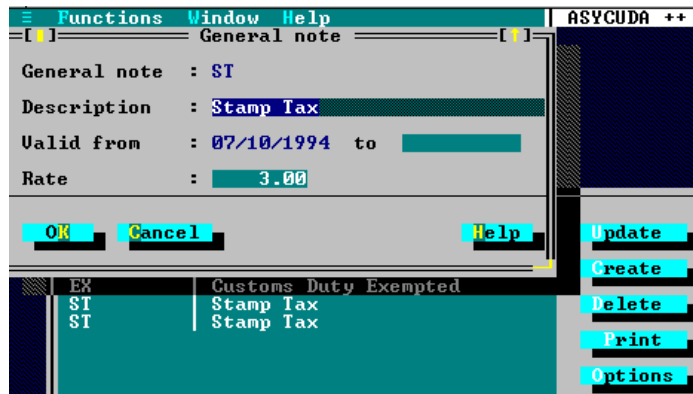 ≡ Functions Window Help ASYCUDA ++
[ ] General note [↑]
General note : ST
Description : Stamp Tax
Valid from : 07/10/1994 to
Rate : 3.00
OK Cancel Help
Update
Create
EX Customs Duty Exempted
ST Stamp Tax
Delete
ST Stamp Tax
Print
Options